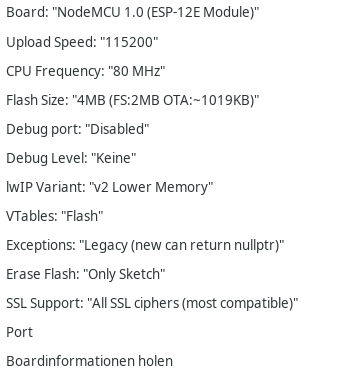 Board: "NodeMCU 1.0 (ESP-12E Module)"
Upload Speed: "115200"
CPU Frequency: "80 MHz"
Flash Size: "4MB (FS:2MB OTA:~1019KB)"
Debug port: "Disabled"
Debug Level: "Keine"
lwIP Variant: "v2 Lower Memory"
VTables: "Flash"
Exceptions: "Legacy (new can return nullptr)"
Erase Flash: "Only Sketch"
SSL Support: "All SSL ciphers (most compatible)"
Port
Boardinformationen holen